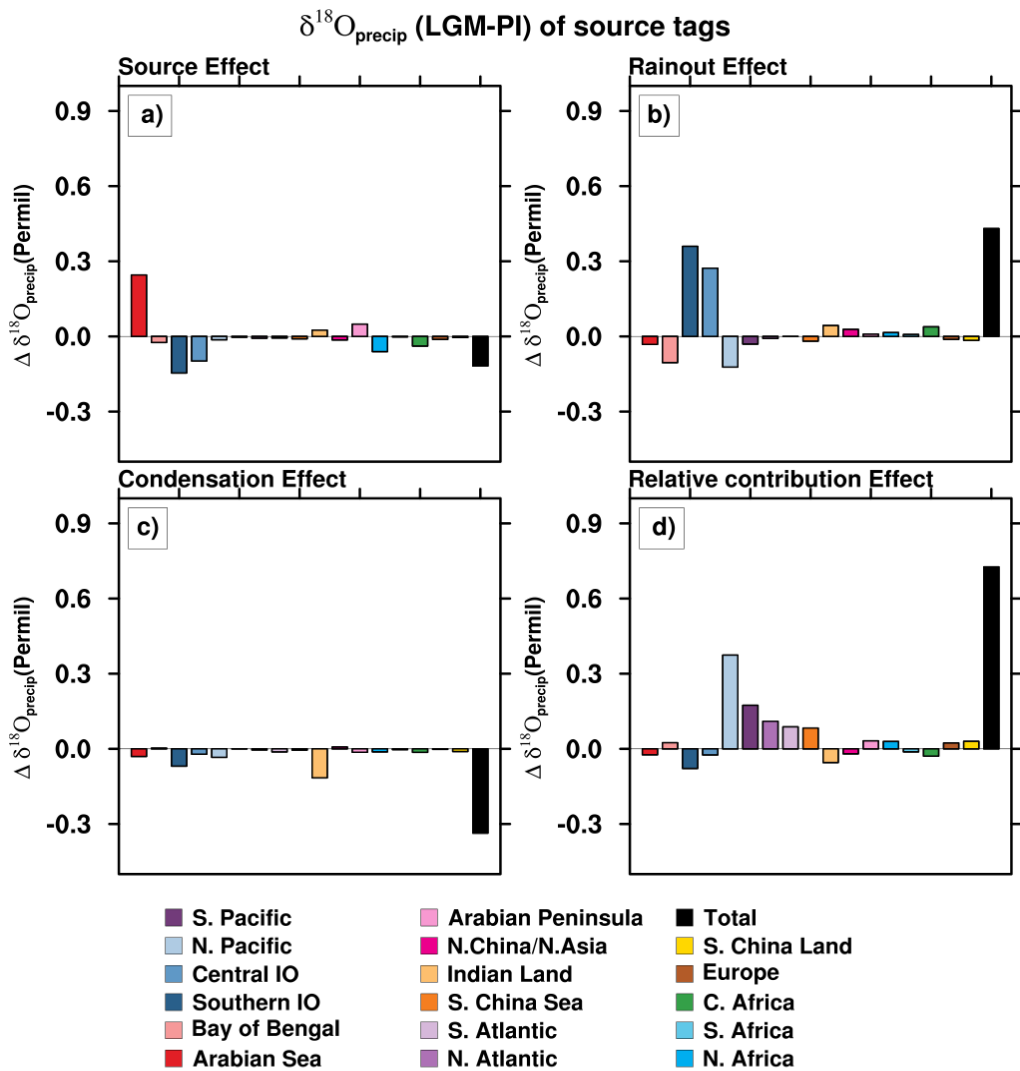 δ¹⁸Oprecip (LGM-PI) of source tags
Source Effect
a)
0.9
0.6
0.3
0.0
-0.3
Δ δ¹⁸Oprecip(Permil)
Rainout Effect
b)
0.9
0.6
0.3
0.0
-0.3
Δ δ¹⁸Oprecip(Permil)
Condensation Effect
c)
0.9
0.6
0.3
0.0
-0.3
Δ δ¹⁸Oprecip(Permil)
Relative contribution Effect
d)
0.9
0.6
0.3
0.0
-0.3
Δ δ¹⁸Oprecip(Permil)
S. Pacific
N. Pacific
Central IO
Southern IO
Bay of Bengal
Arabian Sea
Arabian Peninsula
N.China/N.Asia
Indian Land
S. China Sea
S. Atlantic
N. Atlantic
Total
S. China Land
Europe
C. Africa
S. Africa
N. Africa